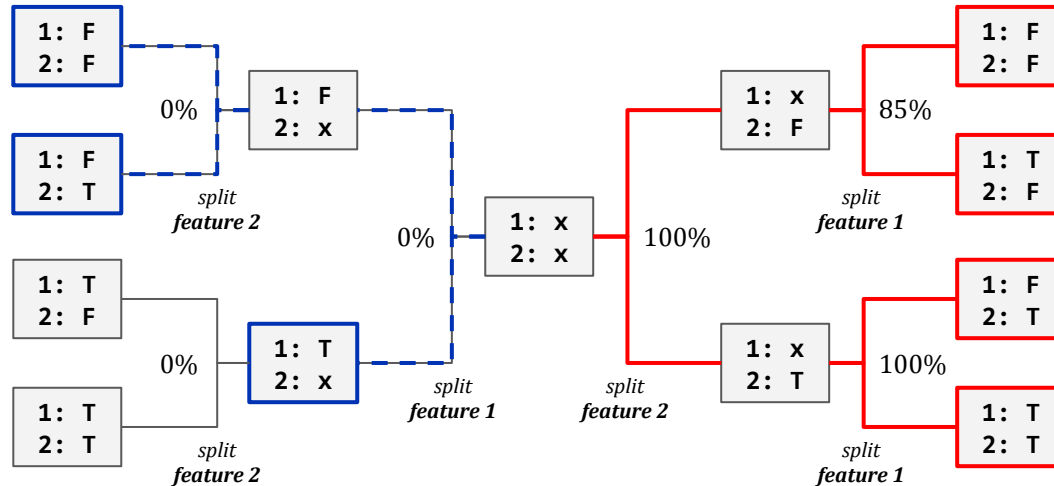 1: F
2: F
0%
1: F
2: x
1: F
2: T
split
feature 2
0%
1: T
2: F
0%
1: T
2: x
split
feature 1
1: T
2: T
split
feature 2
1: x
2: x
100%
split
feature 2
1: x
2: F
85%
split
feature 1
1: F
2: F
1: T
2: F
1: x
2: T
100%
split
feature 1
1: F
2: T
1: T
2: T